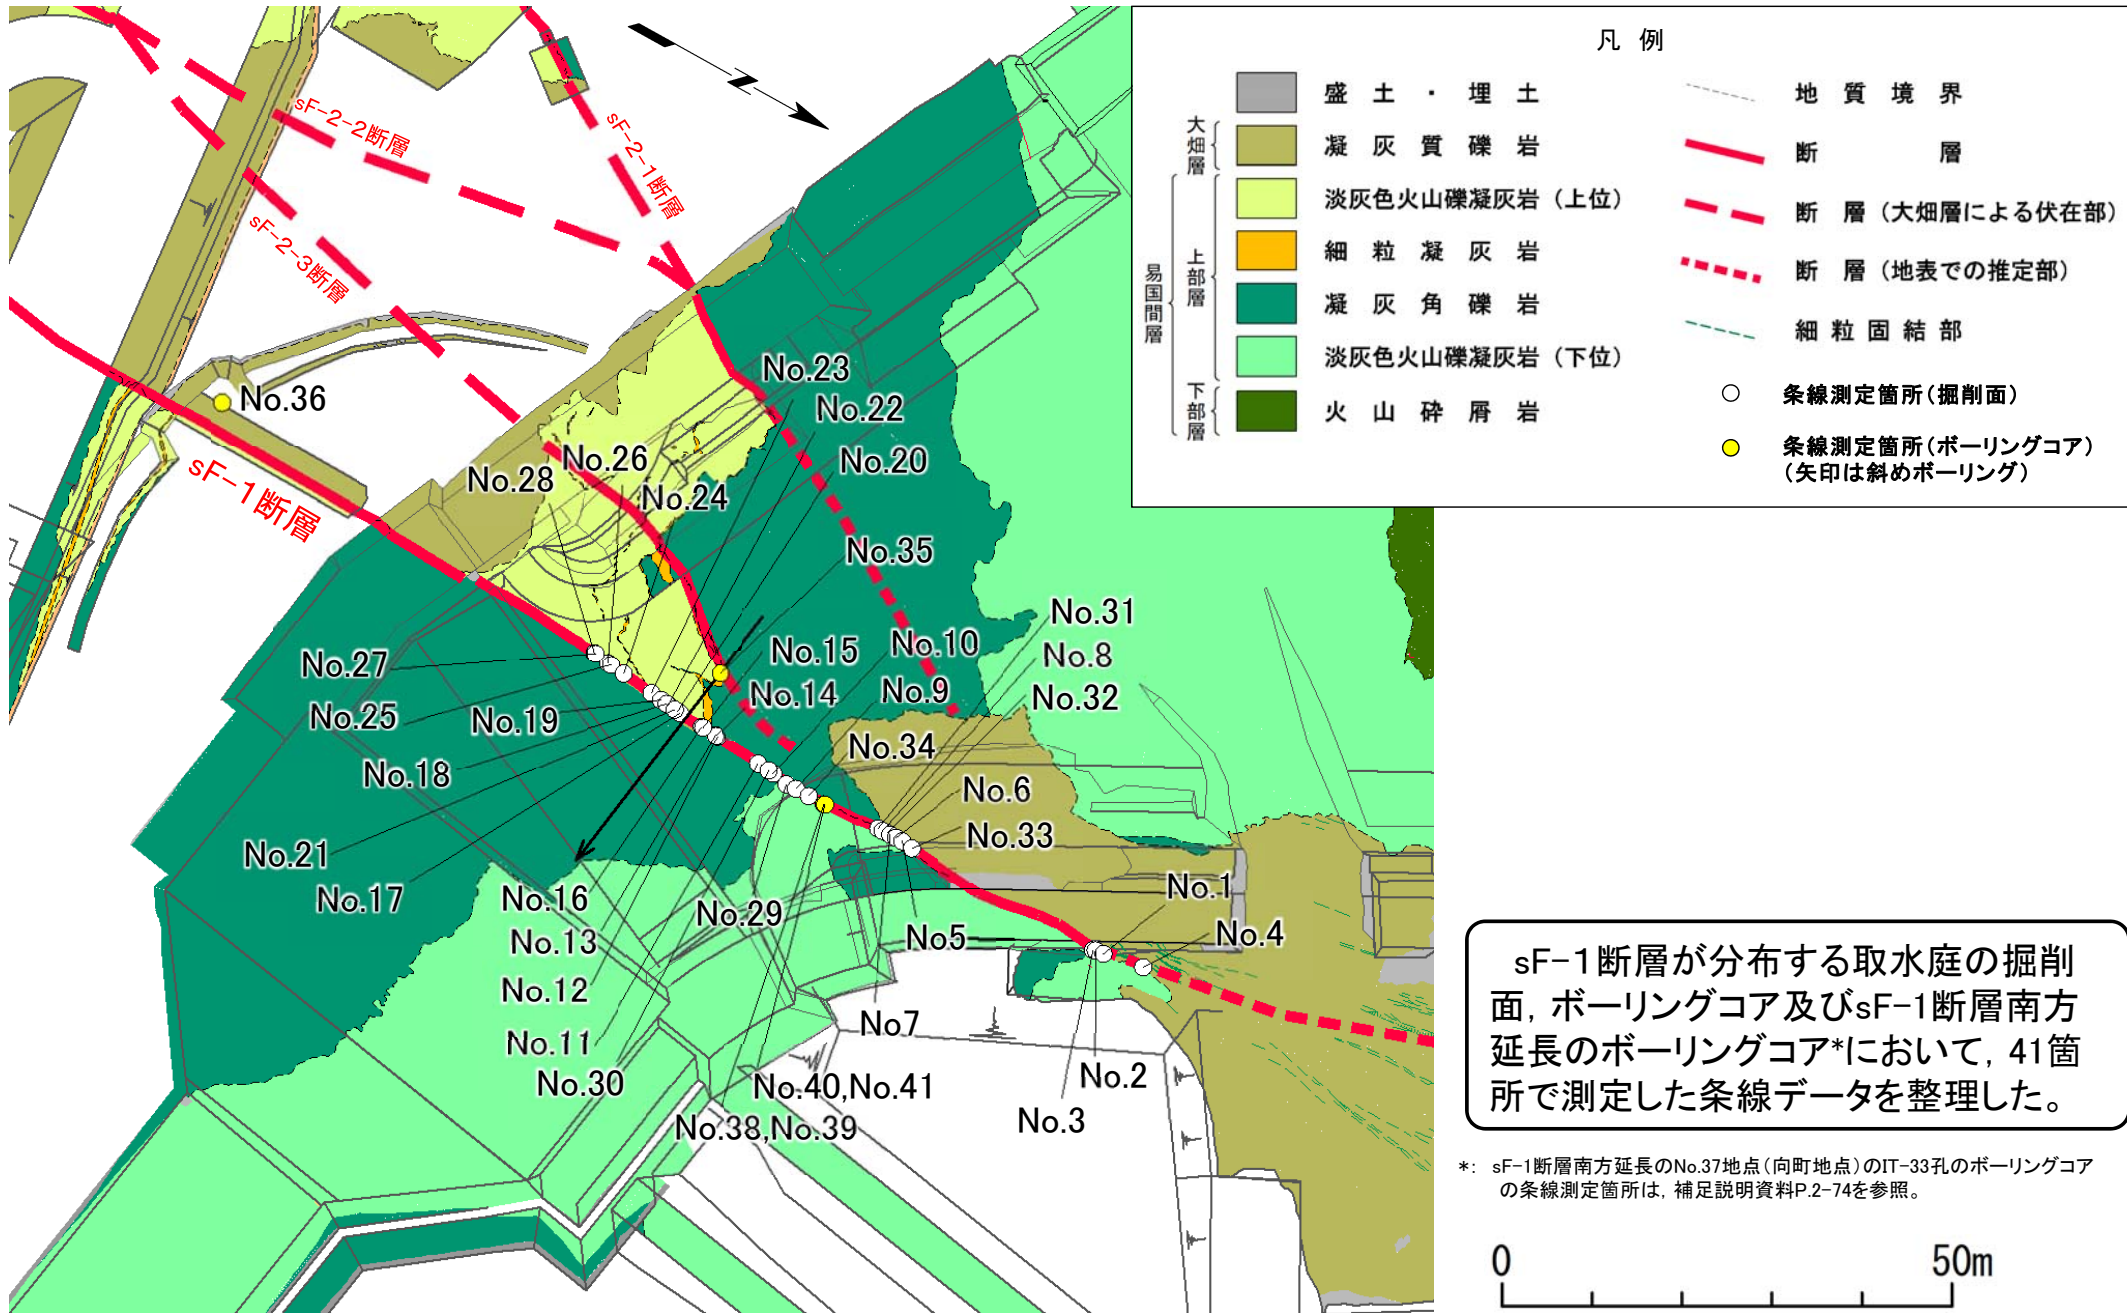 凡 例
盛土・埋土
大畑層
凝灰質礫岩
易国間層
上部層
淡灰色火山礫凝灰岩（上位）
細粒凝灰岩
凝灰角礫岩
淡灰色火山礫凝灰岩（下位）
下部層
火山砕屑岩
地質境界
断層
断 層（大畑層による伏在部）
断 層（地表での推定部）
細粒固結部
条線測定箇所（掘削面）
条線測定箇所（ボーリングコア）
（矢印は斜めボーリング）
N
sF-2-2断層
sF-2-1断層
sF-2-3断層
sF-1断層
No.36
No.23
No.22
No.20
No.26
No.28
No.24
No.35
No.31
No.10
No.15
No.8
No.27
No.14
No.9
No.32
No.25
No.19
No.34
No.18
No.6
No.33
No.21
No.17
No.16
No.29
No.1
No.4
No.13
No5
No.12
No7
No.11
No.30
No.40,No.41
No.2
No.38,No.39
No.3
sF-1断層が分布する取水庭の掘削
面，ボーリングコア及びsF-1断層南方
延長のボーリングコア*において，41箇
所で測定した条線データを整理した。
*： sF-1断層南方延長のNo.37地点（向町地点）のIT-33孔のボーリングコア
の条線測定箇所は，補足説明資料P.2-74を参照。
0 50m